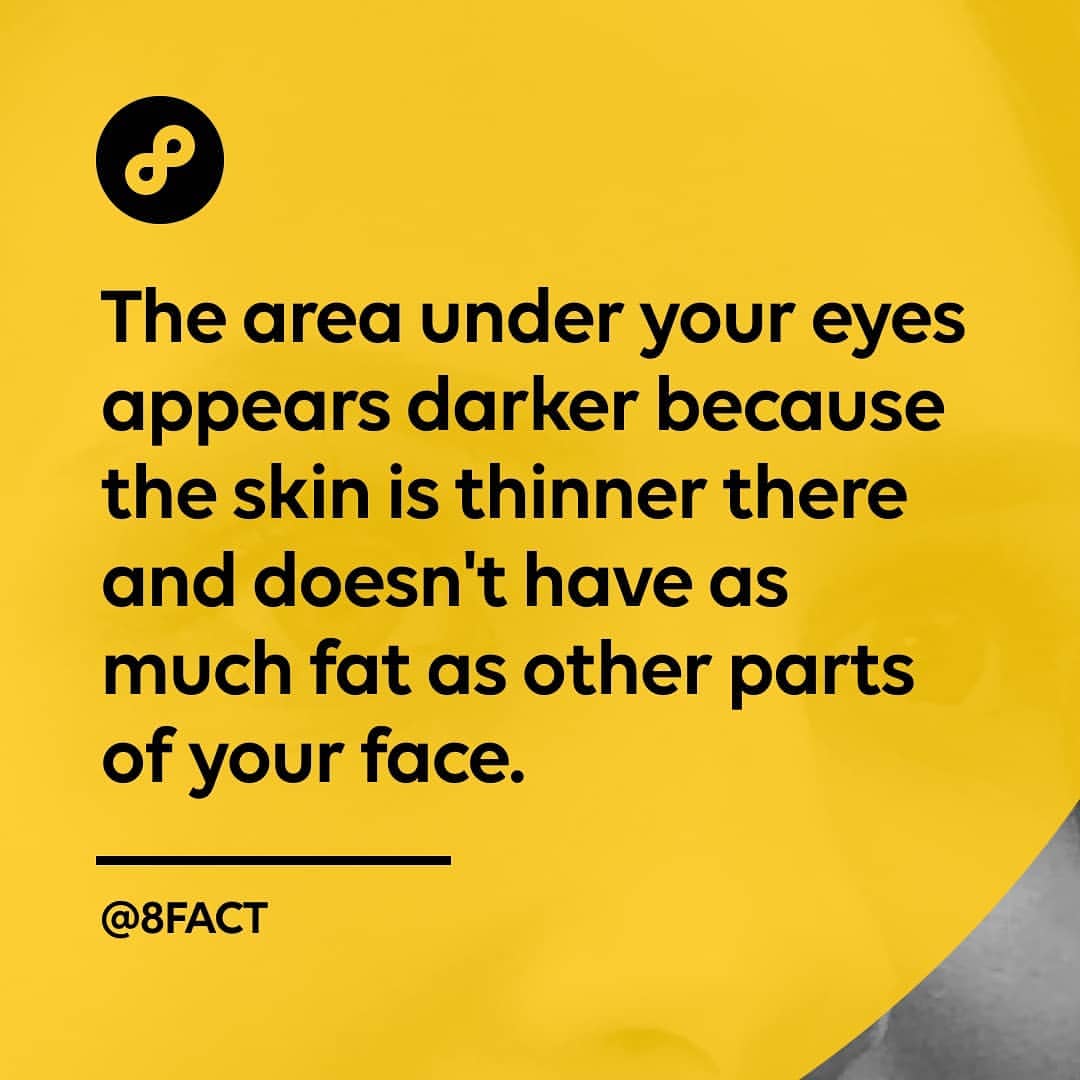 The area under your eyes
appears darker because
the skin is thinner there
and doesn't have as
much fat as other parts
of your face.
@8FACT